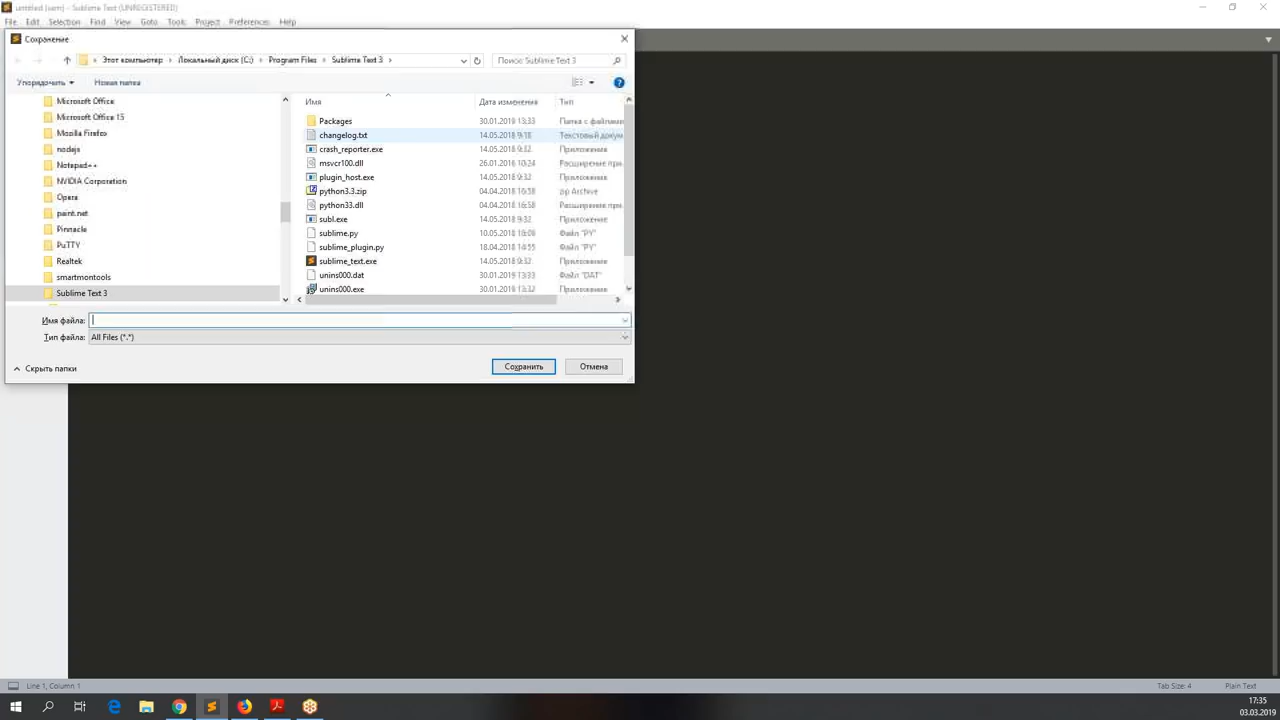 untitled (uam) - Sublime Text (UNREGISTERED)
File Edit Selection Find View Goto Tools Project Preferences Help
Сохранение
« Этот компьютер › Локальный диск (C:) › Program Files › Sublime Text 3 ›
Поиск: Sublime Text 3
Упорядочить Новая папка
Microsoft Office
Microsoft Office 15
Mozilla Firefox
nodejs
Notepad++
NVIDIA Corporation
Opera
paint.net
Pinnacle
PuTTY
Realtek
smartmontools
Sublime Text 3
Имя Дата изменения Тип
Packages 30.01.2019 13:33 Папка с файлами
changelog.txt 14.05.2018 9:18 Текстовый докум
crash_reporter.exe 14.05.2018 9:32 Приложение
msvcr100.dll 26.01.2016 10:24 Расширение при
plugin_host.exe 14.05.2018 9:32 Приложение
python3.3.zip 04.04.2018 16:58 zip Archive
python33.dll 04.04.2018 16:58 Расширение при
subl.exe 14.05.2018 9:32 Приложение
sublime.py 10.05.2018 16:08 Файл "PY"
sublime_plugin.py 18.04.2018 14:55 Файл "PY"
sublime_text.exe 14.05.2018 9:32 Приложение
unins000.dat 30.01.2019 13:33 Файл "DAT"
unins000.exe 30.01.2019 13:32 Приложение
Имя файла:
Тип файла: All Files (*.*)
Скрыть папки Сохранить Отмена
Line 1, Column 1 Tab Size: 4 Plain Text
17:35
03.03.2019